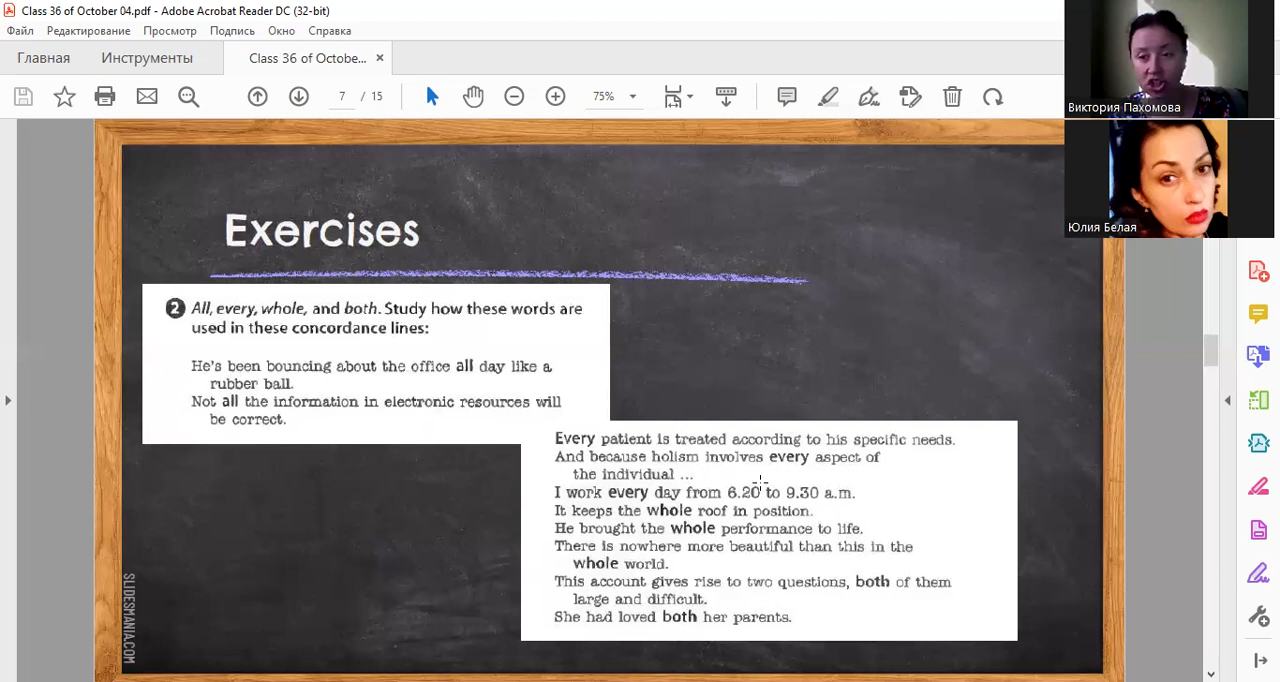 Class 36 of October 04.pdf - Adobe Acrobat Reader DC (32-bit)
Файл Редактирование Просмотр Подпись Окно Справка
Главная Инструменты Class 36 of Octobe... ×
7 / 15 75%
Виктория Пахомова
Юлия Белая
Exercises
2 All, every, whole, and both. Study how these words are
used in these concordance lines:
He's been bouncing about the office all day like a
rubber ball.
Not all the information in electronic resources will
be correct.
Every patient is treated according to his specific needs.
And because holism involves every aspect of
the individual ...
I work every day from 6.20 to 9.30 a.m.
It keeps the whole roof in position.
He brought the whole performance to life.
There is nowhere more beautiful than this in the
whole world.
This account gives rise to two questions, both of them
large and difficult.
She had loved both her parents.
SLIDESMANIA.COM